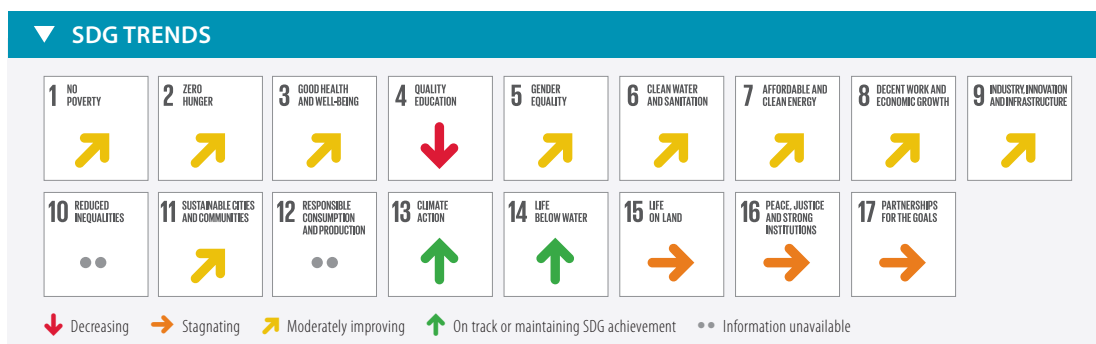 SDG TRENDS
1 NO
POVERTY
2 ZERO
HUNGER
3 GOOD HEALTH
AND WELL-BEING
4 QUALITY
EDUCATION
5 GENDER
EQUALITY
6 CLEAN WATER
AND SANITATION
7 AFFORDABLE AND
CLEAN ENERGY
8 DECENT WORK AND
ECONOMIC GROWTH
9 INDUSTRY, INNOVATION
AND INFRASTRUCTURE
10 REDUCED
INEQUALITIES
11 SUSTAINABLE CITIES
AND COMMUNITIES
12 RESPONSIBLE
CONSUMPTION
AND PRODUCTION
13 CLIMATE
ACTION
14 LIFE
BELOW WATER
15 LIFE
ON LAND
16 PEACE, JUSTICE
AND STRONG
INSTITUTIONS
17 PARTNERSHIPS
FOR THE GOALS
Decreasing Stagnating Moderately improving On track or maintaining SDG achievement Information unavailable